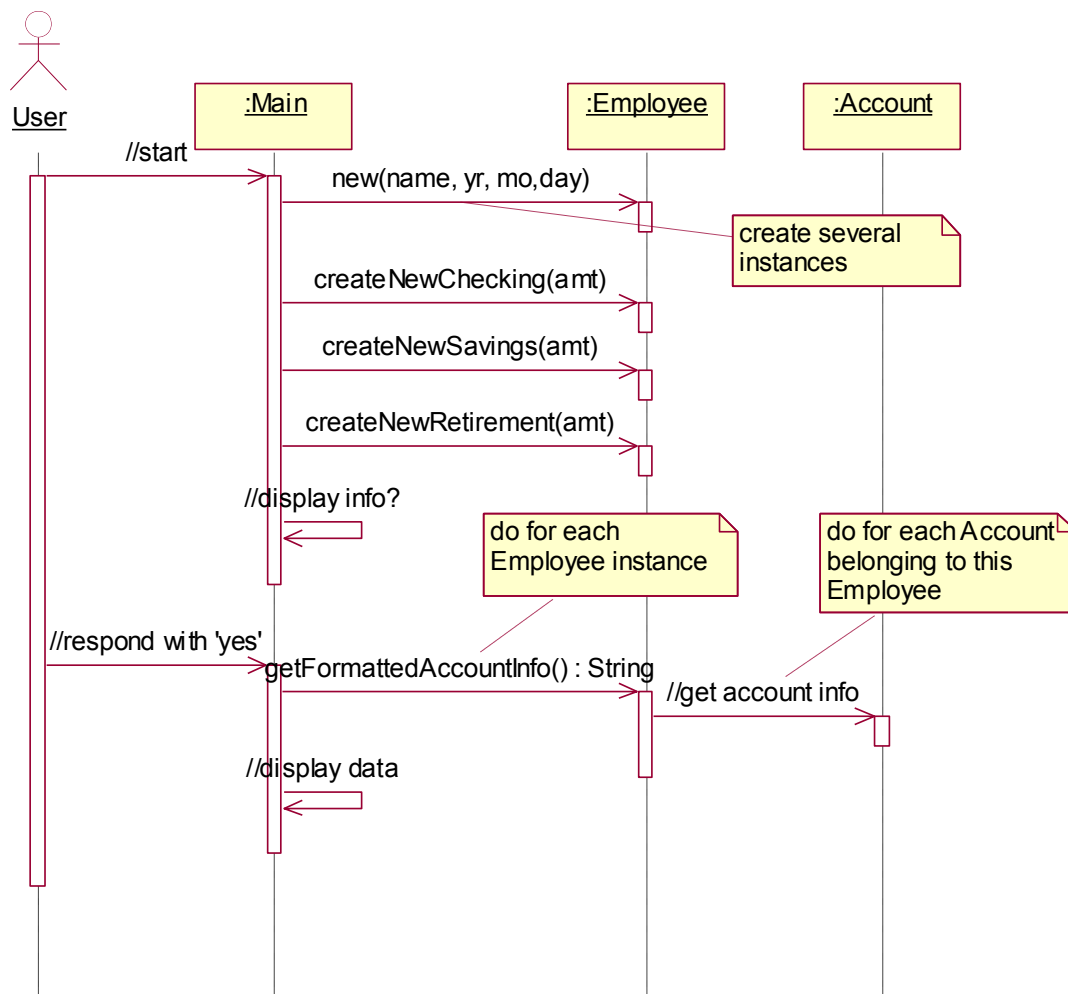 User
:Main
:Employee
:Account
//start
new(name, yr, mo,day)
create several
instances
createNewChecking(amt)
createNewSavings(amt)
createNewRetirement(amt)
//display info?
do for each
Employee instance
do for each Account
belonging to this
Employee
//respond with 'yes'
getFormattedAccountInfo() : String
//get account info
//display data